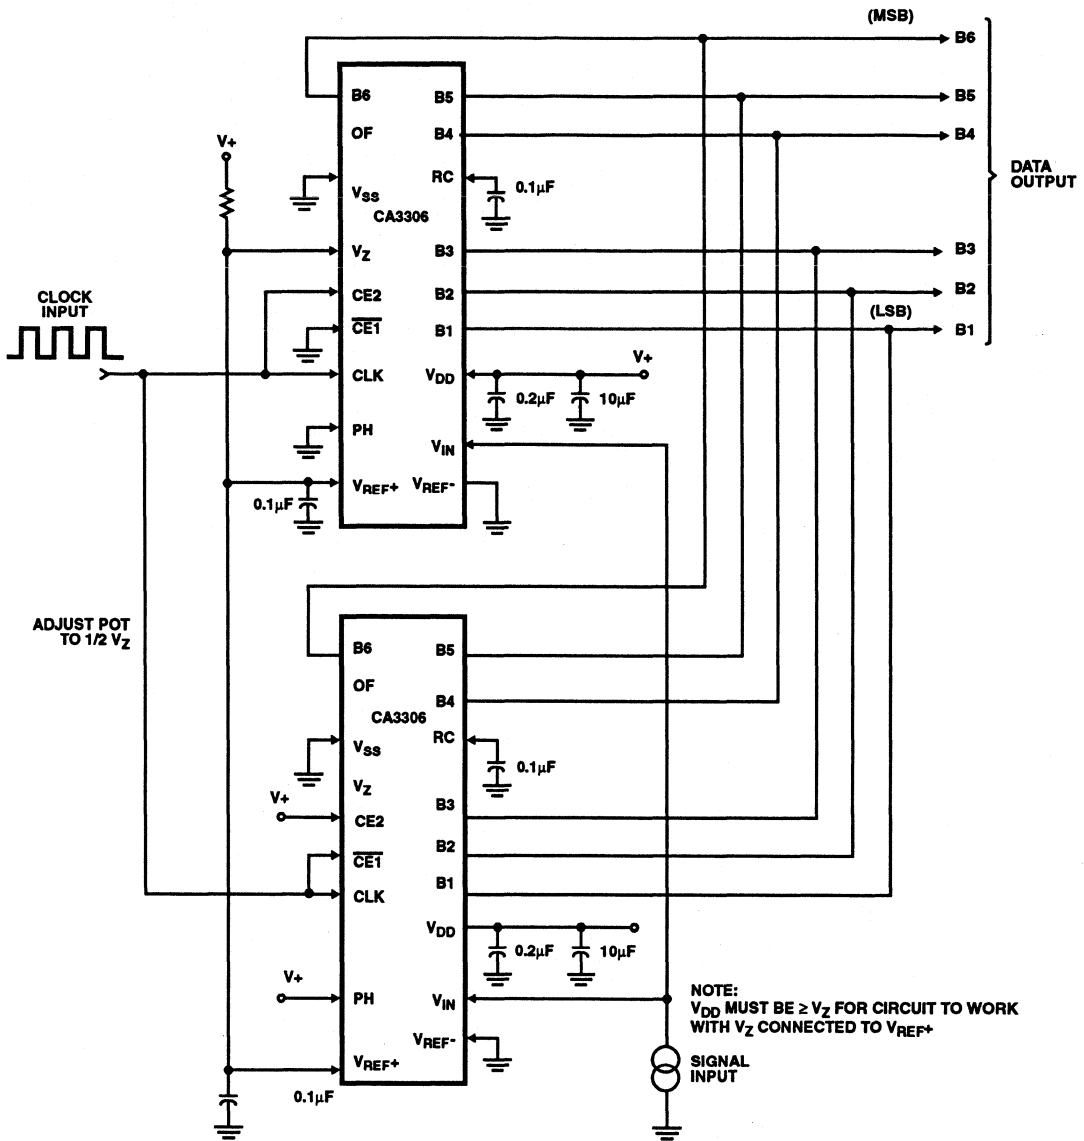 (MSB)
B6
B5
B4
DATA
OUTPUT
B3
B2
(LSB)
B1
V+
CLOCK
INPUT
B6
OF
VSS
CA3306
VZ
CE2
CE1
CLK
PH
VREF+
0.1µF
B5
B4
RC
0.1µF
B3
B2
B1
VDD
V+
0.2µF
10µF
VIN
VREF-
ADJUST POT
TO 1/2 VZ
B6
OF
CA3306
VSS
VZ
V+
CE2
CE1
CLK
V+
PH
VREF+
0.1µF
B5
B4
RC
0.1µF
B3
B2
B1
VDD
0.2µF
10µF
VIN
VREF-
NOTE:
VDD MUST BE ≥ VZ FOR CIRCUIT TO WORK
WITH VZ CONNECTED TO VREF+
SIGNAL
INPUT